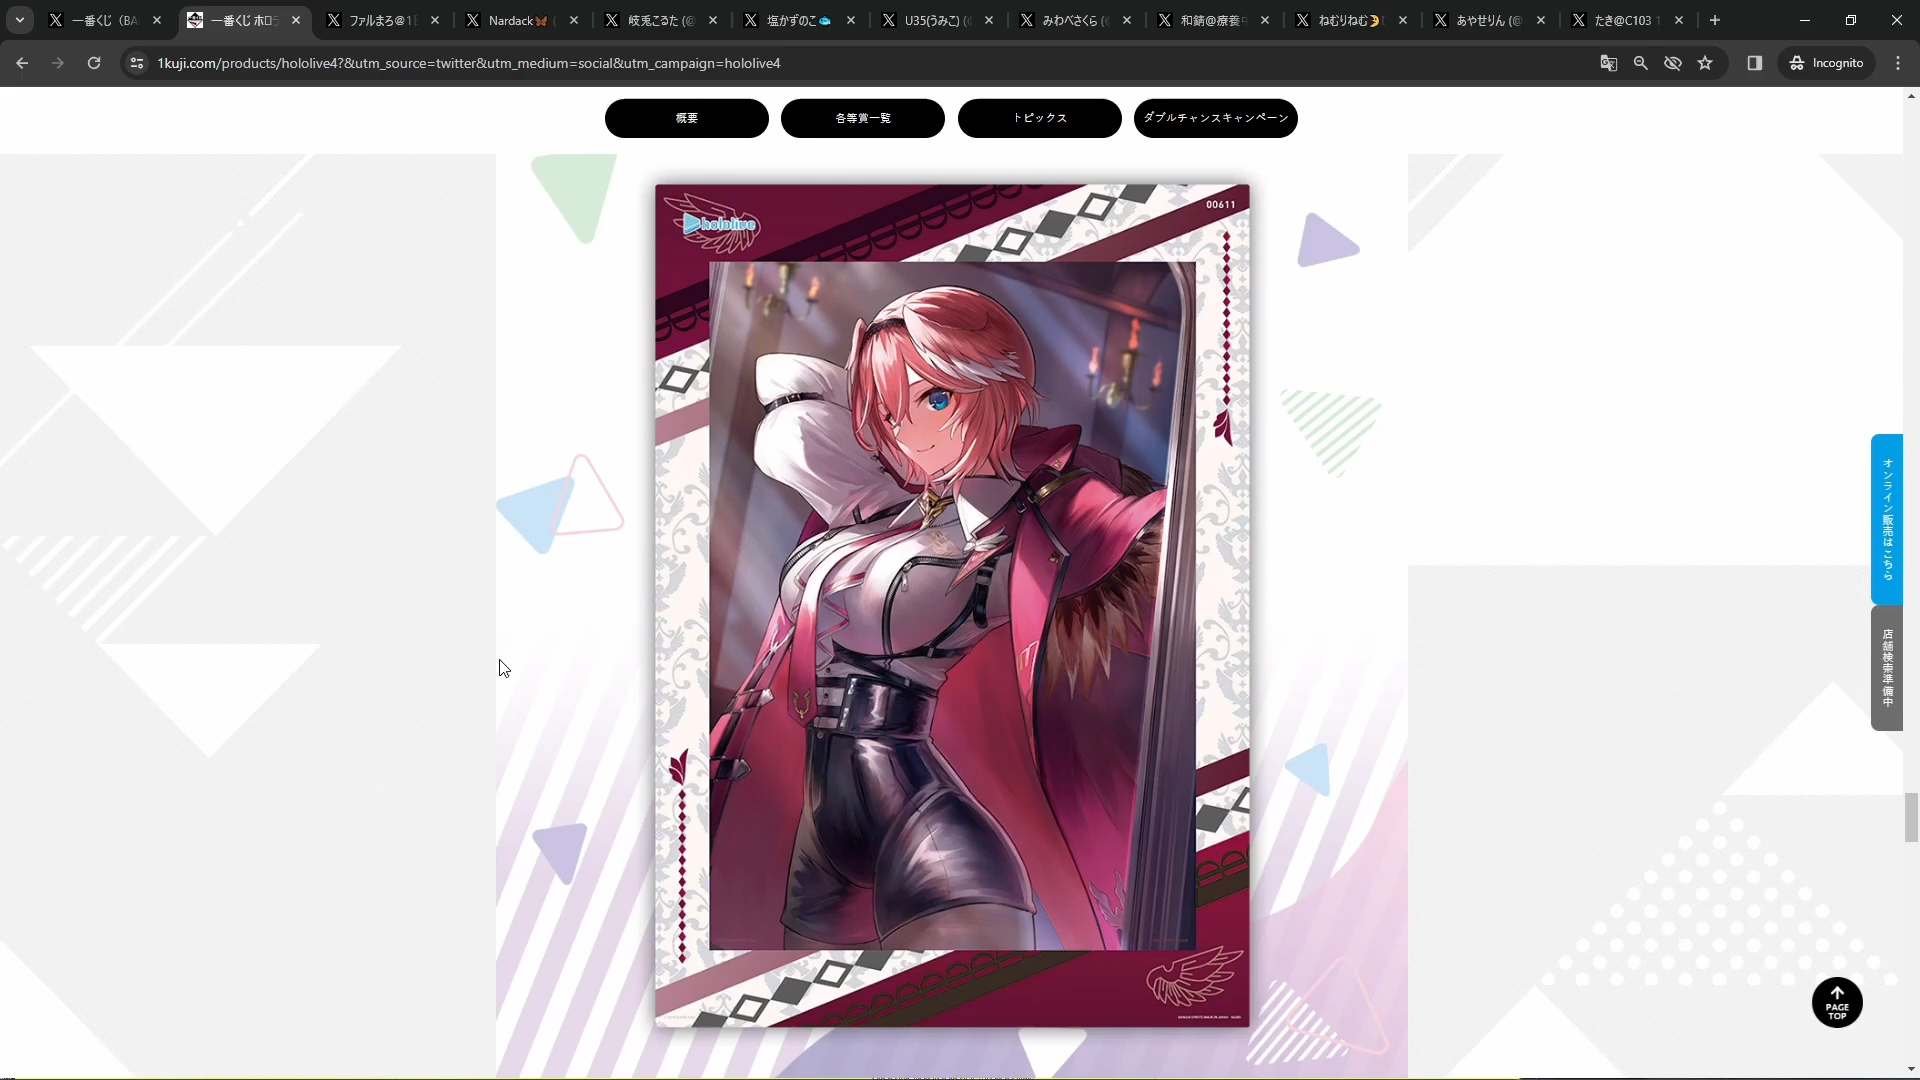 一番くじ（BA
一番くじ ホロラ
ファルまろ@1
Nardack🦋 (
岐兎こるた (@
塩かずのこ🐟
U35(うみこ) (@
みわべさくら (@
和錆@療養中
ねむりねむ🌛
あやせりん (@
たき@C103 1
1kuji.com/products/hololive4?&utm_source=twitter&utm_medium=social&utm_campaign=hololive4
Incognito
概要
各等賞一覧
トピックス
ダブルチャンスキャンペーン
hololive
00611
オンライン販売はこちら
店舗検索準備中
PAGE
TOP